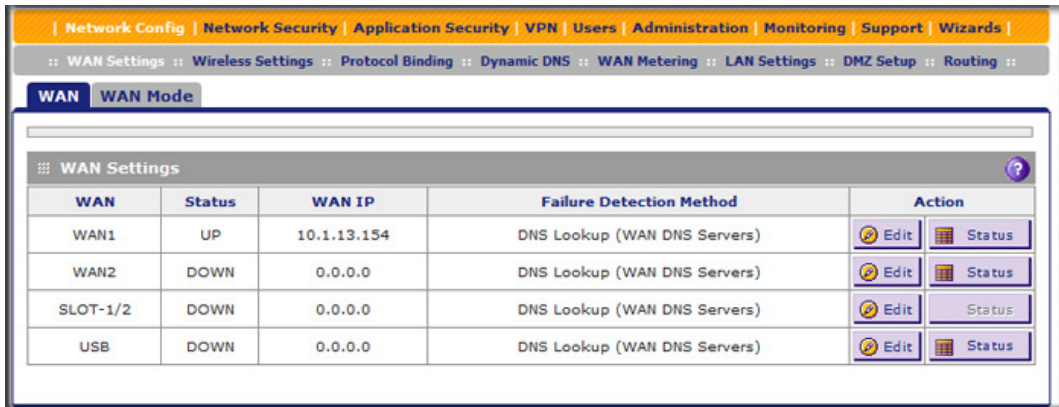 | Network Config | Network Security | Application Security | VPN | Users | Administration | Monitoring | Support | Wizards |
:: WAN Settings :: Wireless Settings :: Protocol Binding :: Dynamic DNS :: WAN Metering :: LAN Settings :: DMZ Setup :: Routing ::
WAN WAN Mode
WAN Settings ?
WAN Status WAN IP Failure Detection Method Action
WAN1 UP 10.1.13.154 DNS Lookup (WAN DNS Servers) Edit Status
WAN2 DOWN 0.0.0.0 DNS Lookup (WAN DNS Servers) Edit Status
SLOT-1/2 DOWN 0.0.0.0 DNS Lookup (WAN DNS Servers) Edit Status
USB DOWN 0.0.0.0 DNS Lookup (WAN DNS Servers) Edit Status